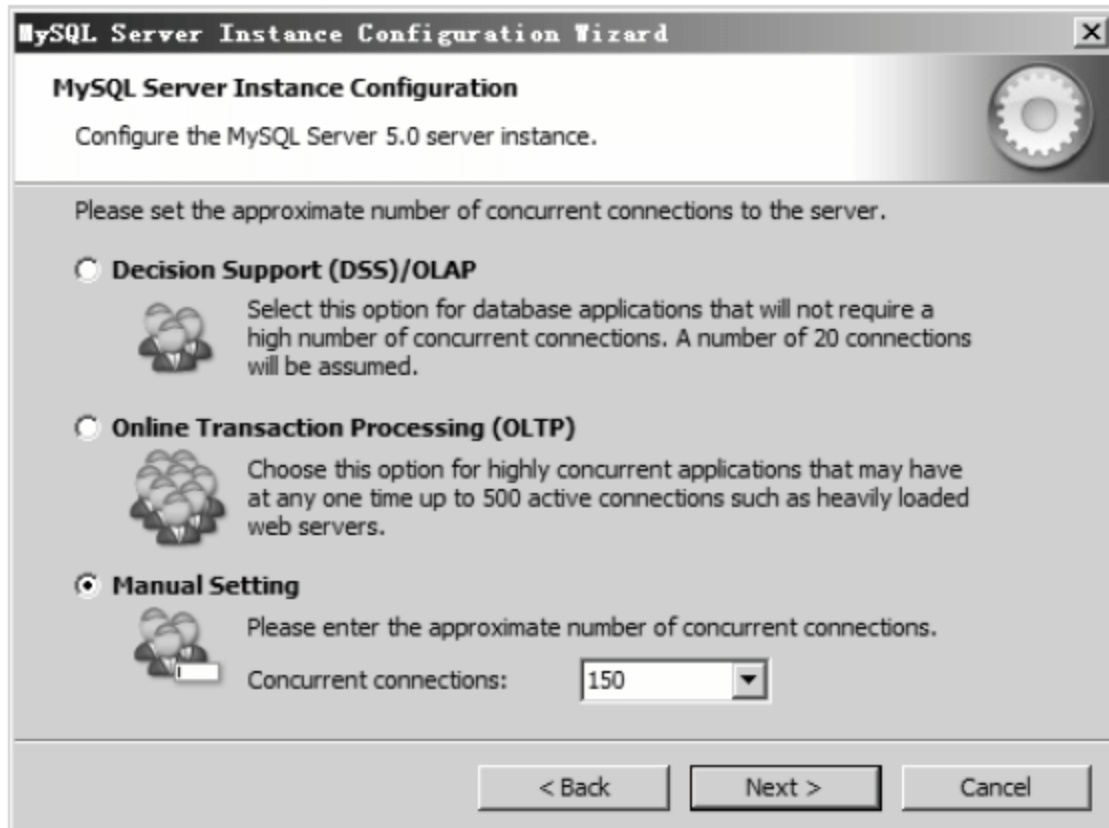 MySQL Server Instance Configuration Wizard
MySQL Server Instance Configuration
Configure the MySQL Server 5.0 server instance.
Please set the approximate number of concurrent connections to the server.
Decision Support (DSS)/OLAP
Select this option for database applications that will not require a
high number of concurrent connections. A number of 20 connections
will be assumed.
Online Transaction Processing (OLTP)
Choose this option for highly concurrent applications that may have
at any one time up to 500 active connections such as heavily loaded
web servers.
Manual Setting
Please enter the approximate number of concurrent connections.
Concurrent connections: 150
< Back Next > Cancel